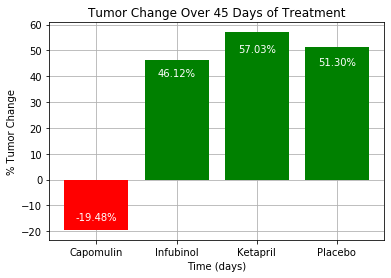 Tumor Change Over 45 Days of Treatment
% Tumor Change
60
50
40
30
20
10
0
−10
−20
-19.48%
46.12%
57.03%
51.30%
Capomulin
Infubinol
Ketapril
Placebo
Time (days)